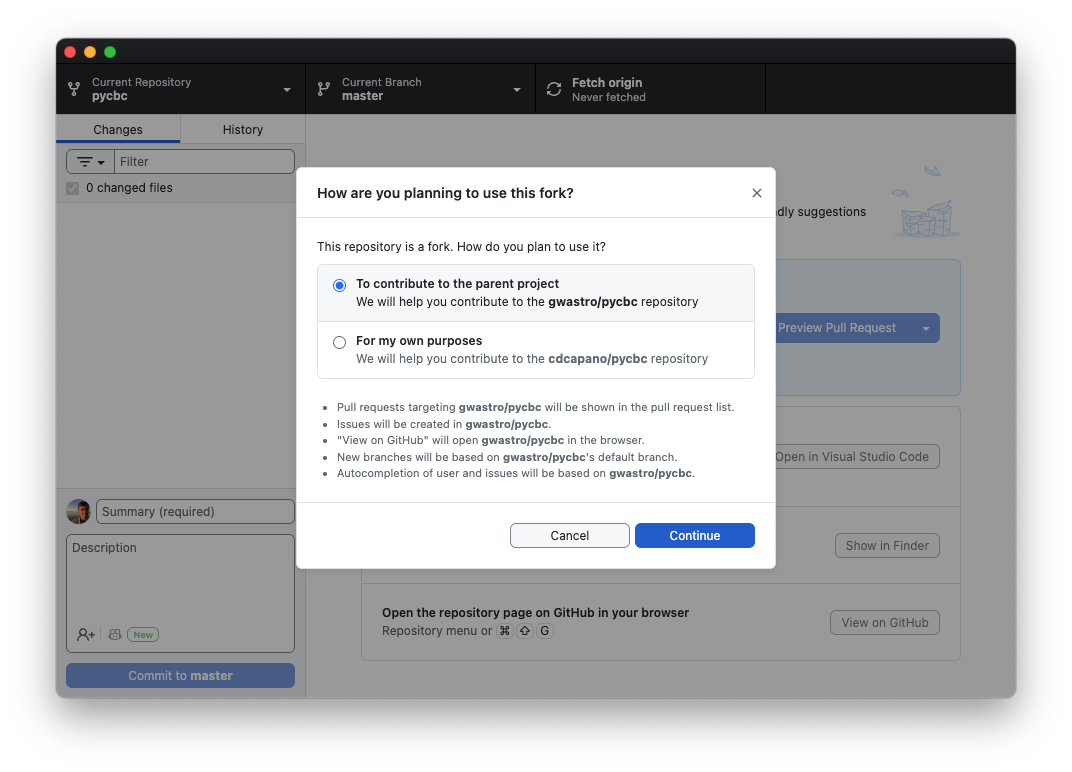 Current Repository
pycbc
Current Branch
master
Fetch origin
Never fetched
Changes
History
Filter
0 changed files
dly suggestions
How are you planning to use this fork?
This repository is a fork. How do you plan to use it?
To contribute to the parent project
We will help you contribute to the gwastro/pycbc repository
For my own purposes
We will help you contribute to the cdcapano/pycbc repository
Pull requests targeting gwastro/pycbc will be shown in the pull request list.
Issues will be created in gwastro/pycbc.
"View on GitHub" will open gwastro/pycbc in the browser.
New branches will be based on gwastro/pycbc's default branch.
Autocompletion of user and issues will be based on gwastro/pycbc.
Cancel
Continue
Preview Pull Request
Open in Visual Studio Code
Show in Finder
Open the repository page on GitHub in your browser
Repository menu or ⌘ ⇧ G
View on GitHub
Summary (required)
Description
New
Commit to master